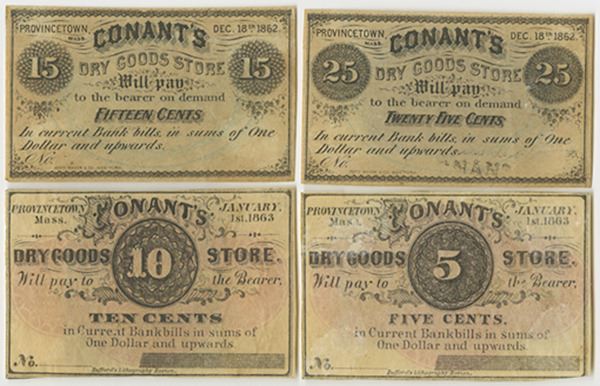 PROVINCETOWN, MASS. DEC. 18TH 1862.
CONANT'S
15 DRY GOODS STORE 15
Will pay
to the bearer on demand
FIFTEEN CENTS
In current Bank bills, in sums of One
Dollar and upwards.
No.
PROVINCETOWN, MASS. DEC. 18TH 1862.
CONANT'S
25 DRY GOODS STORE 25
Will pay
to the bearer on demand
TWENTY FIVE CENTS,
In current Bank bills, in sums of One
Dollar and upwards.
No.
PROVINCETOWN JANUARY.
Mass. CONANT'S 1st. 1863
DRY GOODS 10 STORE.
Will pay to the Bearer,
TEN CENTS
in Current Bankbills in sums of
One Dollar and upwards.
No.
Bufford's Lithography Boston.
PROVINCETOWN JANUARY.
Mass. CONANT'S 1st. 1863
DRY GOODS 5 STORE.
Will pay to the Bearer,
FIVE CENTS.
in Current Bankbills in sums of
One Dollar and upwards.
No.
Bufford's Lithography Boston.